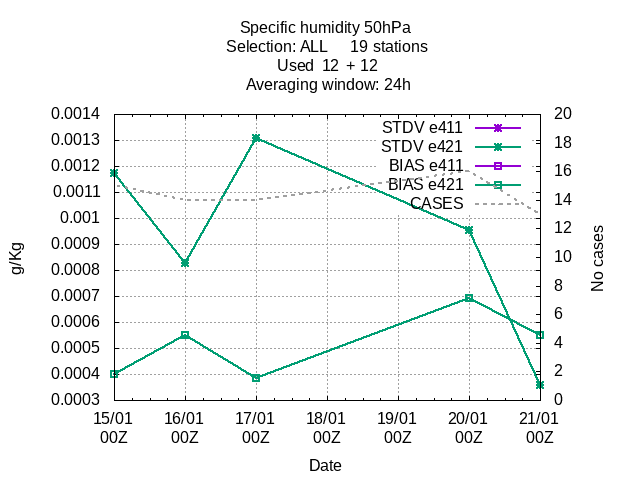 Specific humidity 50hPa
Selection: ALL 19 stations
Used 12 + 12
Averaging window: 24h
0.0014
0.0013
0.0012
0.0011
0.001
0.0009
0.0008
0.0007
0.0006
0.0005
0.0004
0.0003
g/Kg
STDV e411
STDV e421
BIAS e411
BIAS e421
CASES
20
18
16
14
12
10
8
6
4
2
0
No cases
15/01 16/01 17/01 18/01 19/01 20/01 21/01
00Z 00Z 00Z 00Z 00Z 00Z 00Z
Date